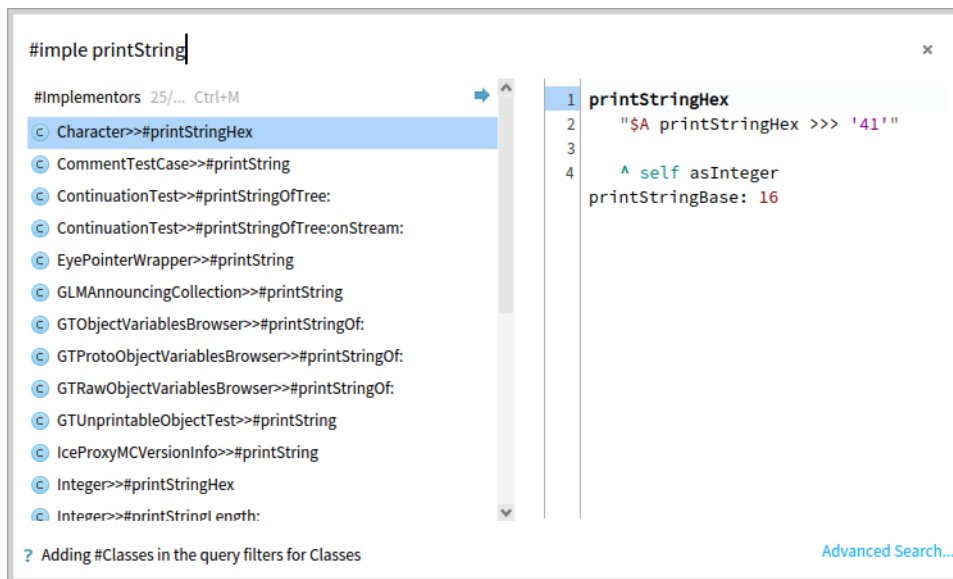 #imple printString
#Implementors 25/... Ctrl+M
Character>>#printStringHex
CommentTestCase>>#printString
ContinuationTest>>#printStringOfTree:
ContinuationTest>>#printStringOfTree:onStream:
EyePointerWrapper>>#printString
GLMAnnouncingCollection>>#printString
GTObjectVariablesBrowser>>#printStringOf:
GTProtoObjectVariablesBrowser>>#printStringOf:
GTRawObjectVariablesBrowser>>#printStringOf:
GTUnprintableObjectTest>>#printString
IceProxyMCVersionInfo>>#printString
Integer>>#printStringHex
Integer>>#printStringLength:
1 printStringHex
2 "$A printStringHex >>> '41'"
3
4 ^ self asInteger
printStringBase: 16
? Adding #Classes in the query filters for Classes
Advanced Search...